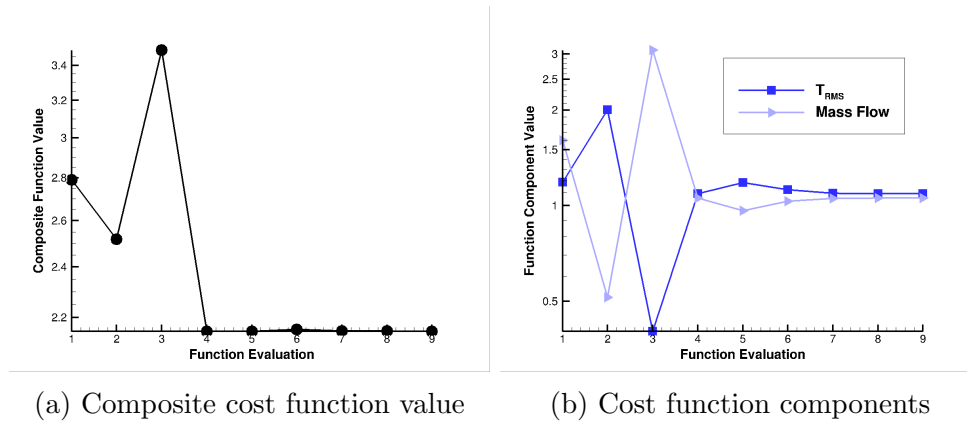 Composite Function Value
3.4
3.2
3
2.8
2.6
2.4
2.2
1 2 3 4 5 6 7 8 9
Function Evaluation
(a) Composite cost function value
Function Component Value
3
2.5
2
1.5
1
0.5
T_RMS
Mass Flow
1 2 3 4 5 6 7 8 9
Function Evaluation
(b) Cost function components